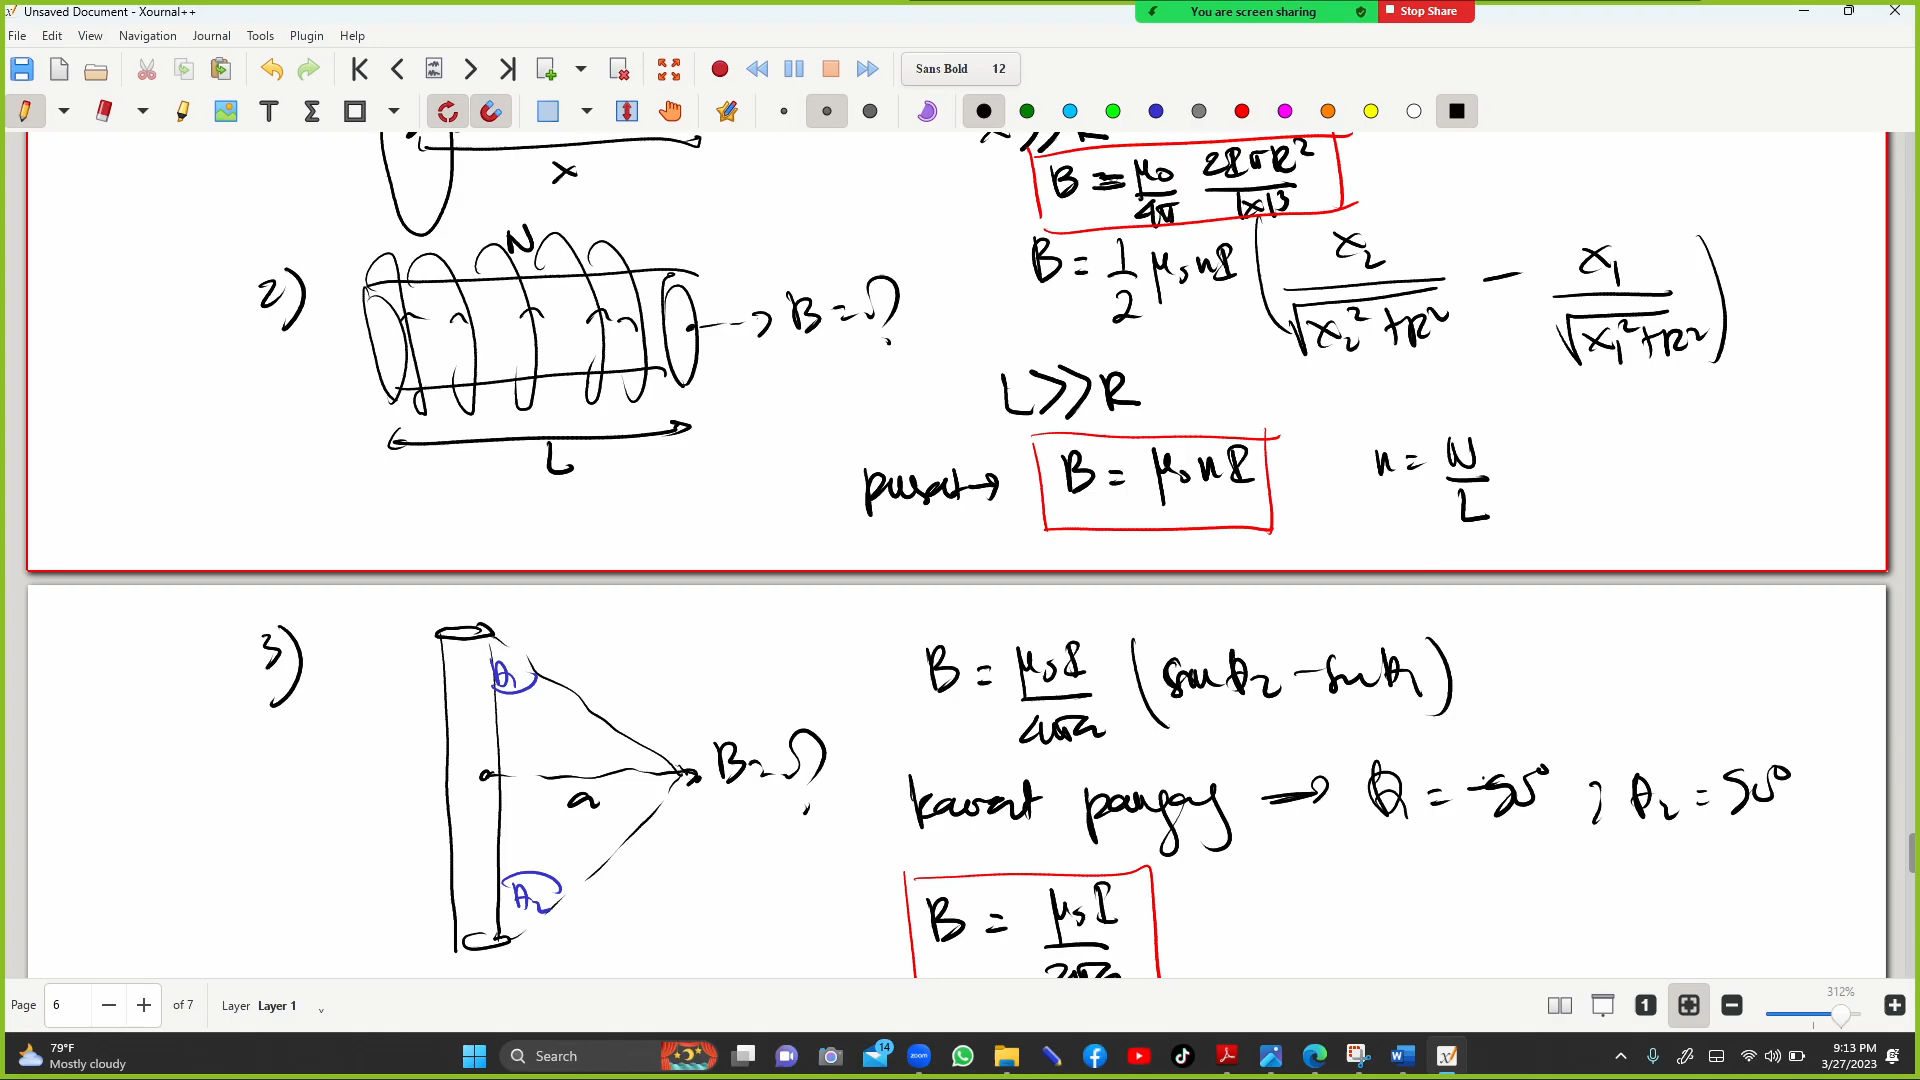 Unsaved Document - Xournal++
You are screen sharing
Stop Share
File Edit View Navigation Journal Tools Plugin Help
Sans Bold 12
x
x >> R
B = μ₀/4π 2IπR²/|x|³
2)
N
B = ?
L
B = 1/2 μ₀nI (x₂/√(x₂²+R²) − x₁/√(x₁²+R²))
L >> R
pusat → B = μ₀nI
n = N/L
3)
θ₁
a
B = ?
θ₂
B = μ₀I/4πa (sin θ₂ − sin θ₁)
kawat panjang → θ₁ = -90° ; θ₂ = 90°
B = μ₀I/2πa
Page 6 of 7 Layer Layer 1
312%
79°F
Mostly cloudy
Search
14
zoom
9:13 PM
3/27/2023